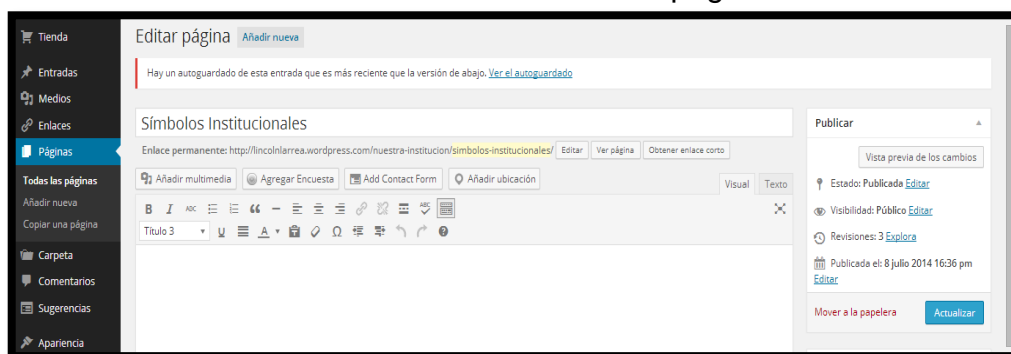 Tienda
Entradas
Medios
Enlaces
Páginas
Todas las páginas
Añadir nueva
Copiar una página
Carpeta
Comentarios
Sugerencias
Apariencia
Editar página Añadir nueva
Hay un autoguardado de esta entrada que es más reciente que la versión de abajo. Ver el autoguardado
Símbolos Institucionales
Enlace permanente: http://lincolnlarrea.wordpress.com/nuestra-institucion/simbolos-institucionales/ Editar Ver página Obtener enlace corto
Añadir multimedia Agregar Encuesta Add Contact Form Añadir ubicación
Visual Texto
B I ABC ABC
Título 3 U A Ω
Publicar
Vista previa de los cambios
Estado: Publicada Editar
Visibilidad: Público Editar
Revisiones: 3 Explora
Publicada el: 8 julio 2014 16:36 pm
Editar
Mover a la papelera Actualizar